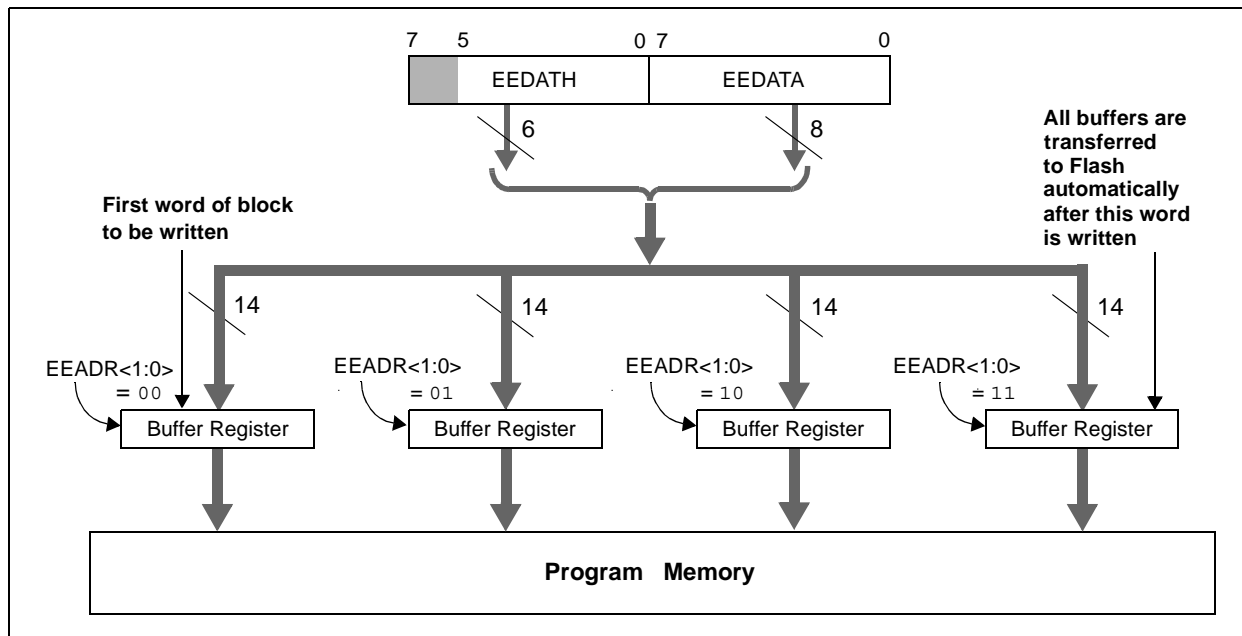 7 5 0 7 0
EEDATH EEDATA
6 8
All buffers are
transferred
to Flash
automatically
after this word
is written
First word of block
to be written
14 14 14 14
EEADR<1:0>
= 00
EEADR<1:0>
= 01
EEADR<1:0>
= 10
EEADR<1:0>
= 11
Buffer Register Buffer Register Buffer Register Buffer Register
Program Memory